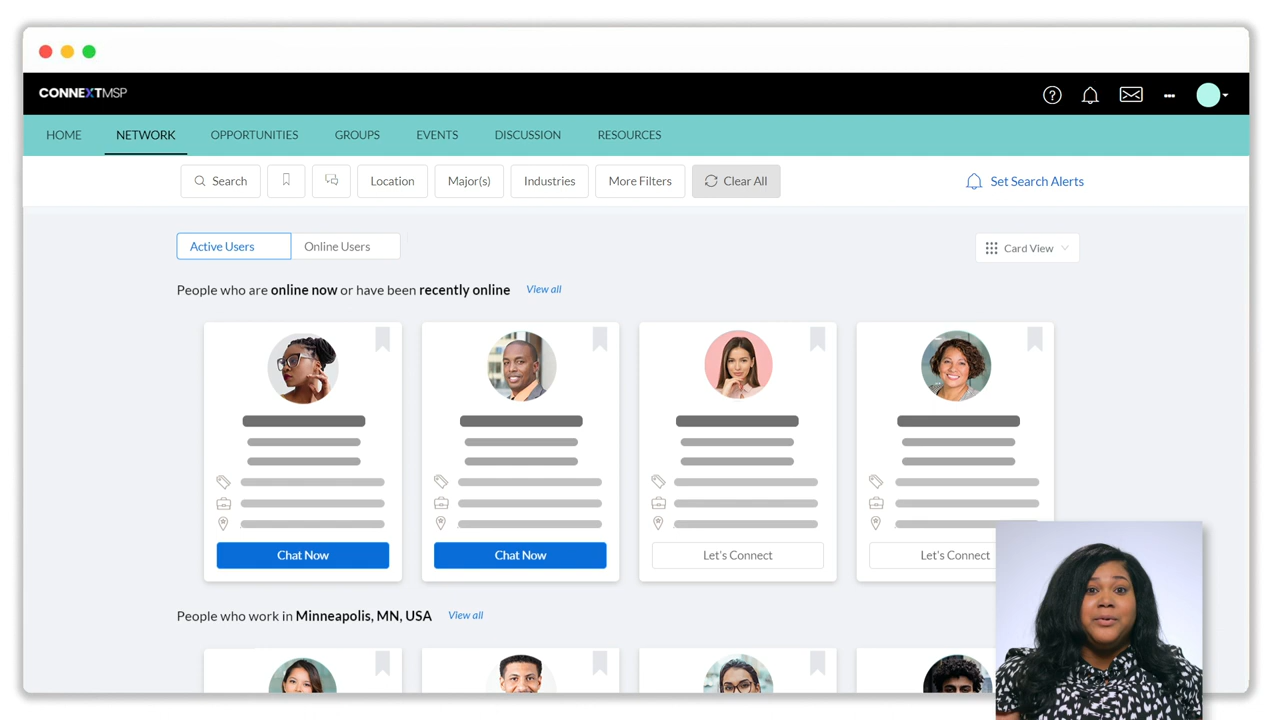 CONNEXTMSP
HOME NETWORK OPPORTUNITIES GROUPS EVENTS DISCUSSION RESOURCES
Search Location Major(s) Industries More Filters Clear All Set Search Alerts
Active Users Online Users Card View
People who are online now or have been recently online View all
Chat Now Chat Now Let's Connect Let's Connect
People who work in Minneapolis, MN, USA View all